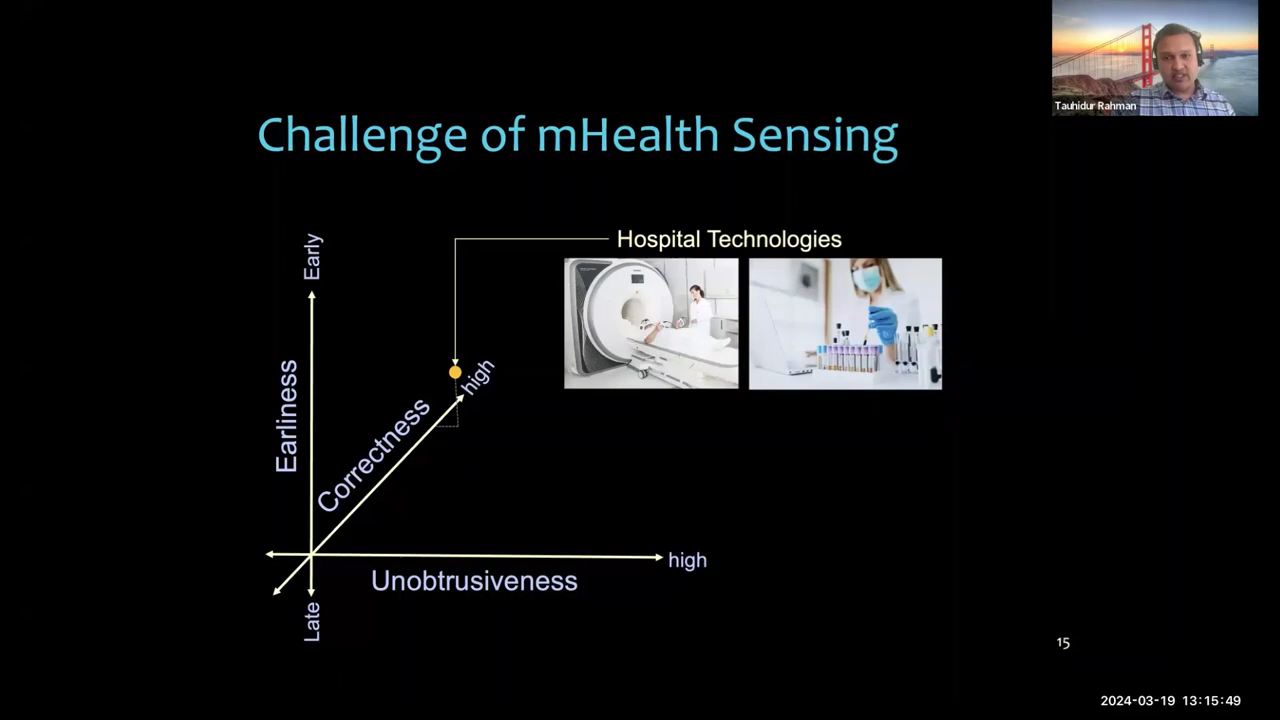 Tauhidur Rahman
Challenge of mHealth Sensing
Hospital Technologies
Early
Earliness
Correctness
high
high
Unobtrusiveness
Late
15
2024-03-19 13:15:49